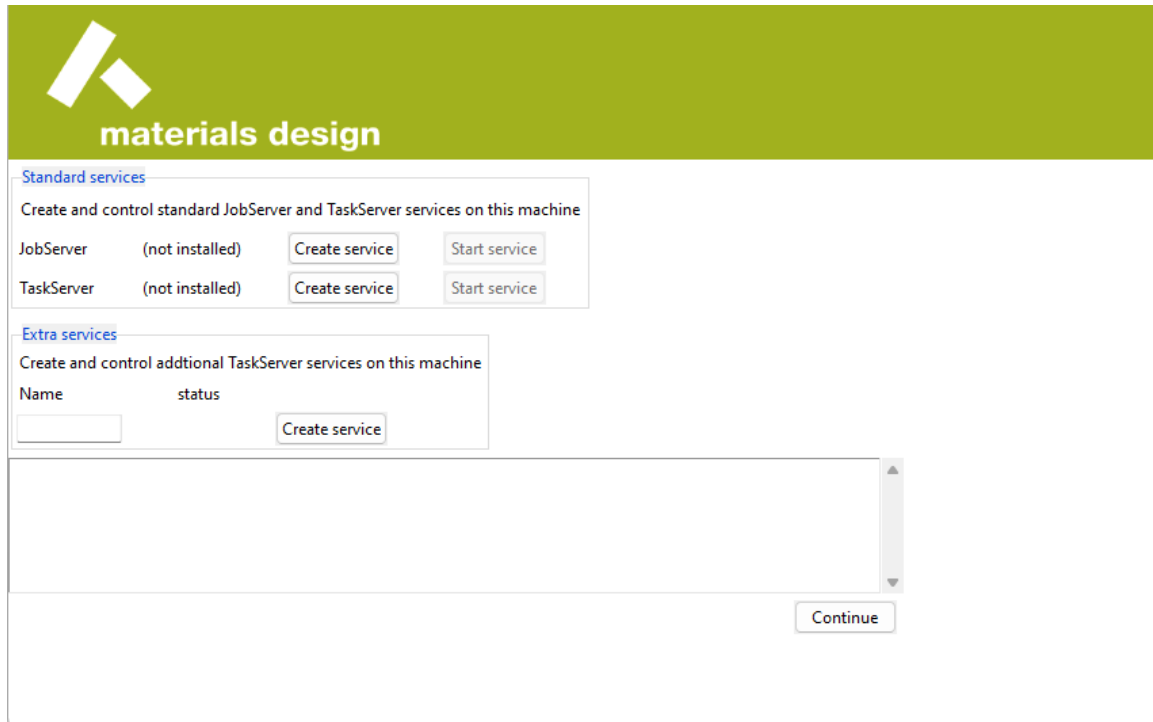 materials design
Standard services
Create and control standard JobServer and TaskServer services on this machine
JobServer (not installed) Create service Start service
TaskServer (not installed) Create service Start service
Extra services
Create and control addtional TaskServer services on this machine
Name status
Create service
Continue